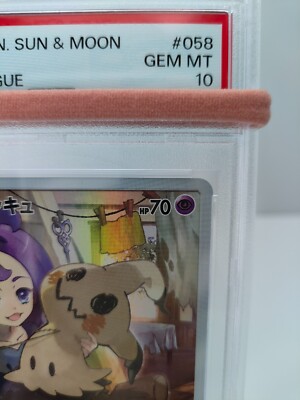 N. SUN & MOON #058
GEM MT
GUE 10
キュ HP70